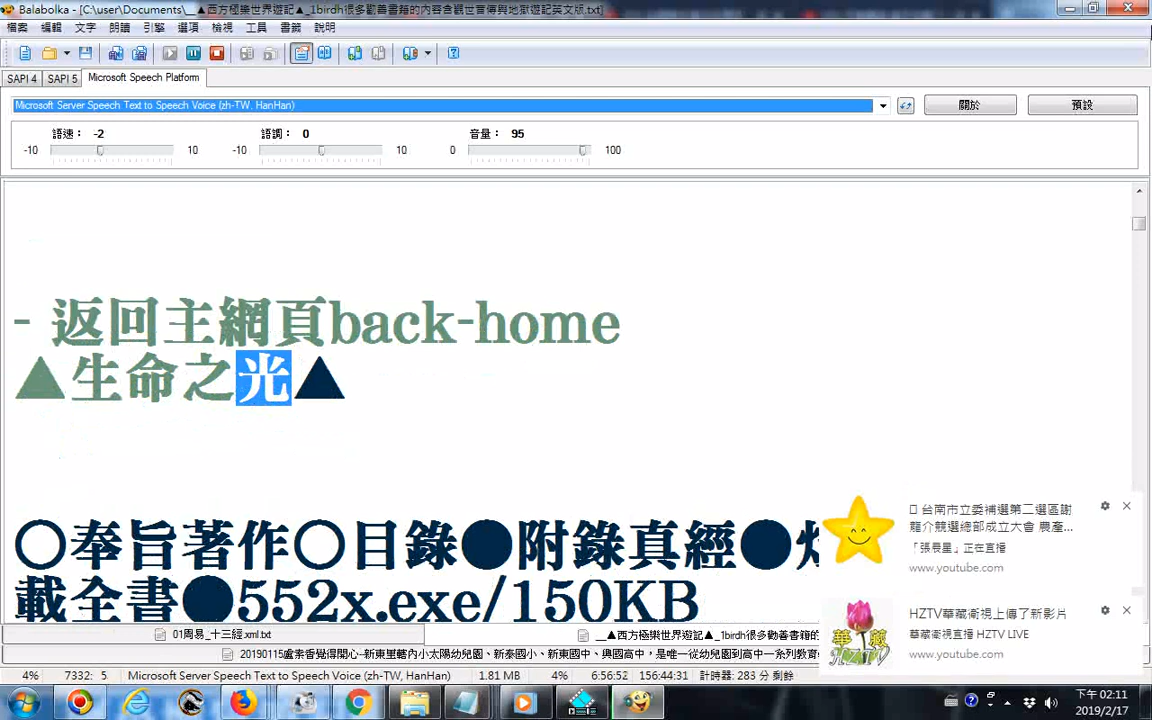 Balabolka - [C:\user\Documents\__▲西方極樂世界遊記▲_1birdh很多勸善書籍的內容含觀世音傳與地獄遊記英文版.txt]
檔案 編輯 文字 朗讀 引擎 選項 檢視 工具 書籤 說明
SAPI 4 SAPI 5 Microsoft Speech Platform
Microsoft Server Speech Text to Speech Voice (zh-TW, HanHan)
關於 預設
語速： -2 語調： 0 音量： 95
-10 10 -10 10 0 100
- 返回主網頁back-home
▲生命之光▲
○奉旨著作○目錄●附錄真經●
載全書●552x.exe/150KB
台南市立委補選第二選區謝
龍介競選總部成立大會 農產...
「張辰星」正在直播
www.youtube.com
HZTV華藏衛視上傳了新影片
華藏衛視直播 HZTV LIVE
www.youtube.com
華藏
HZTV
01周易_十三經.xml.txt __▲西方極樂世界遊記▲_1birdh很多勸善書籍的
20190115盧素香覺得開心--新東里轄內小太陽幼兒園、新泰國小、新東國中、興國高中，是唯一從幼兒園到高中一系列教育
4% 7332: 5 Microsoft Server Speech Text to Speech Voice (zh-TW, HanHan) 1.81 MB 4% 6:56:52 156:44:31 計時器: 283 分 剩餘
下午 02:11
2019/2/17